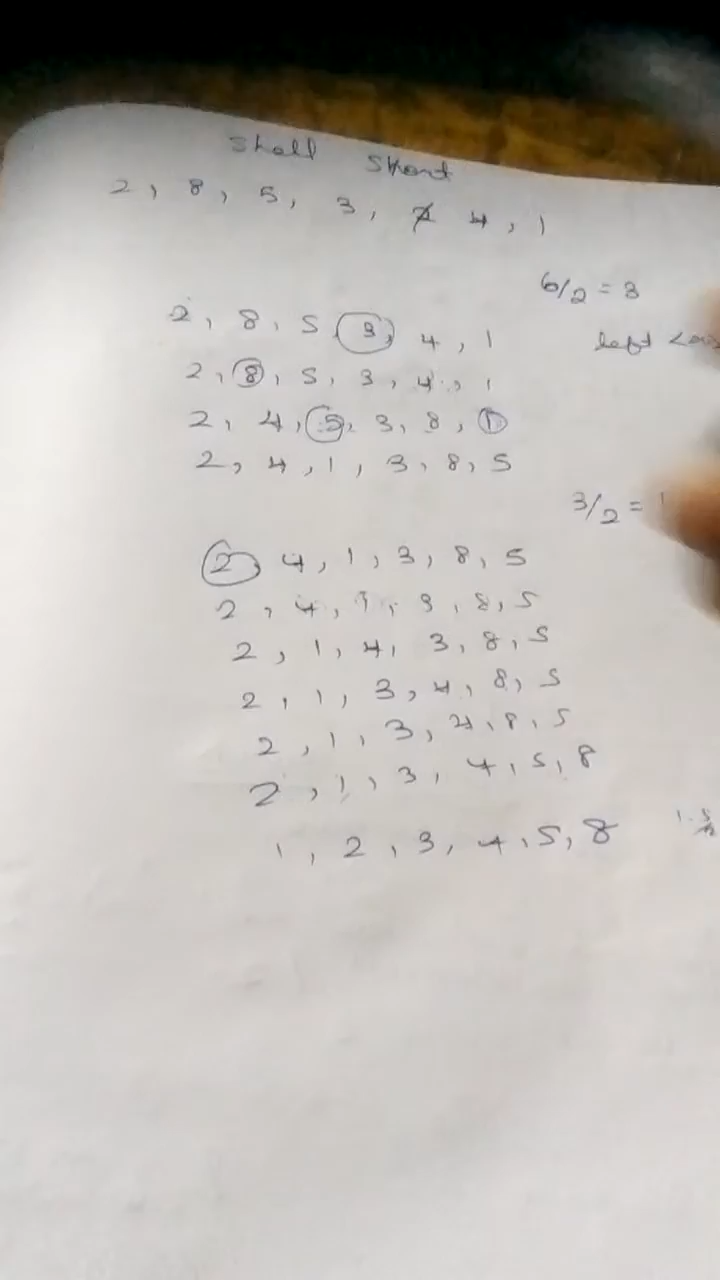 Shell Short
2, 8, 5, 3, 4, 1
6/2 = 3
2, 8, 5 3, 4, 1
left <
2, 8, 5, 3, 4, 1
2, 4, 5, 3, 8, 1
2, 4, 1, 3, 8, 5
3/2 = 1
2, 4, 1, 3, 8, 5
2, 4, 1, 3, 8, 5
2, 1, 4, 3, 8, 5
2, 1, 3, 4, 8, 5
2, 1, 3, 4, 8, 5
2, 1, 3, 4, 5, 8
1, 2, 3, 4, 5, 8